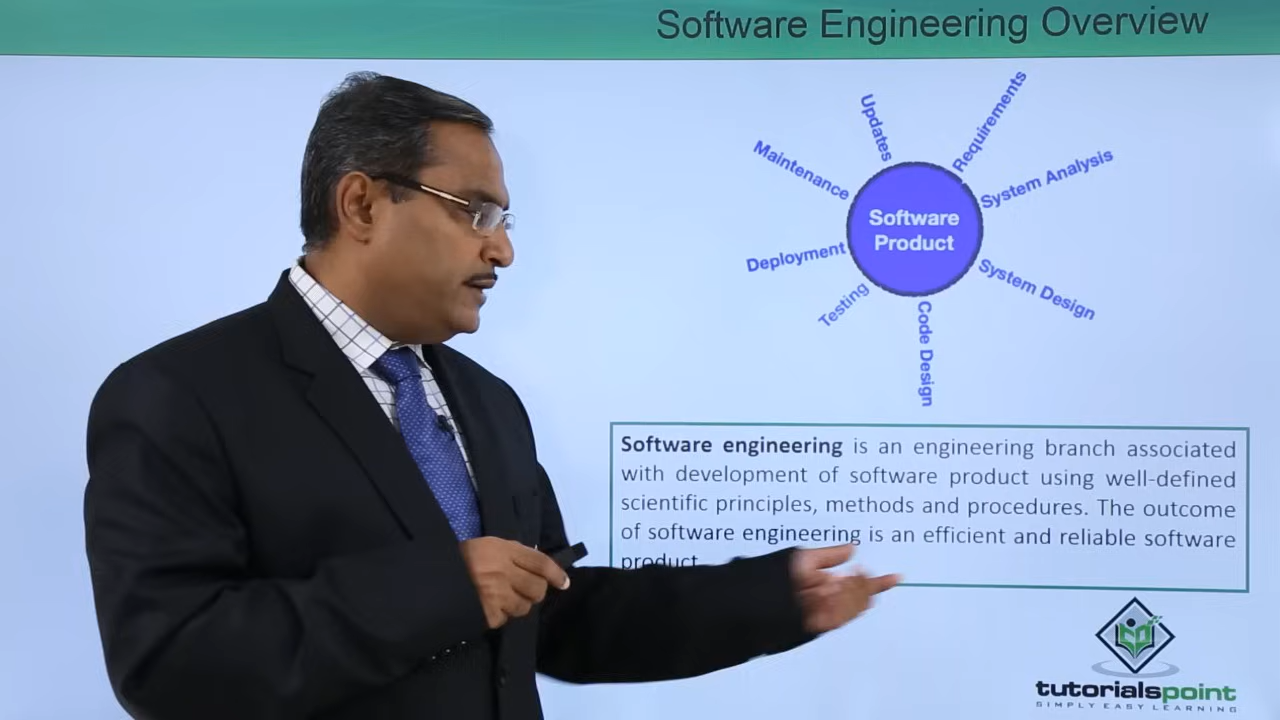 Software Engineering Overview
Updates
Requirements
Maintenance
System Analysis
Software
Product
Deployment
System Design
Testing
Code Design
Software engineering is an engineering branch associated
with development of software product using well-defined
scientific principles, methods and procedures. The outcome
of software engineering is an efficient and reliable software
product
tutorialspoint
SIMPLY EASY LEARNING